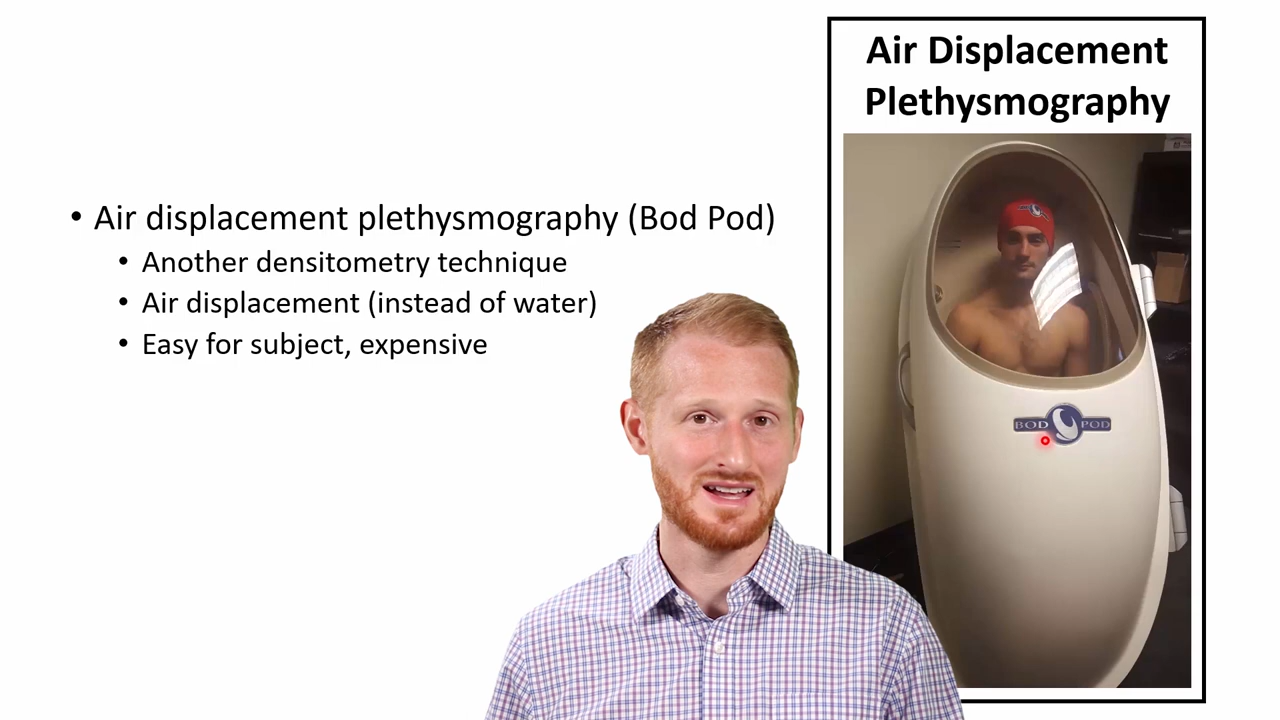 Air Displacement
Plethysmography
• Air displacement plethysmography (Bod Pod)
• Another densitometry technique
• Air displacement (instead of water)
• Easy for subject, expensive
BOD POD